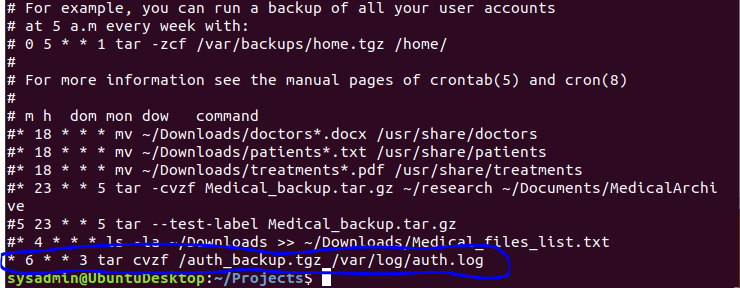 # For example, you can run a backup of all your user accounts
# at 5 a.m every week with:
# 0 5 * * 1 tar -zcf /var/backups/home.tgz /home/
#
# For more information see the manual pages of crontab(5) and cron(8)
#
# m h  dom mon dow   command
#* 18 * * * mv ~/Downloads/doctors*.docx /usr/share/doctors
#* 18 * * * mv ~/Downloads/patients*.txt /usr/share/patients
#* 18 * * * mv ~/Downloads/treatments*.pdf /usr/share/treatments
#* 23 * * 5 tar -cvzf Medical_backup.tar.gz ~/research ~/Documents/MedicalArchi
ve
#5 23 * * 5 tar --test-label Medical_backup.tar.gz
#* 4 * * * ls -la ~/Downloads >> ~/Downloads/Medical_files_list.txt
* 6 * * 3 tar cvzf /auth_backup.tgz /var/log/auth.log
sysadmin@UbuntuDesktop:~/Projects$